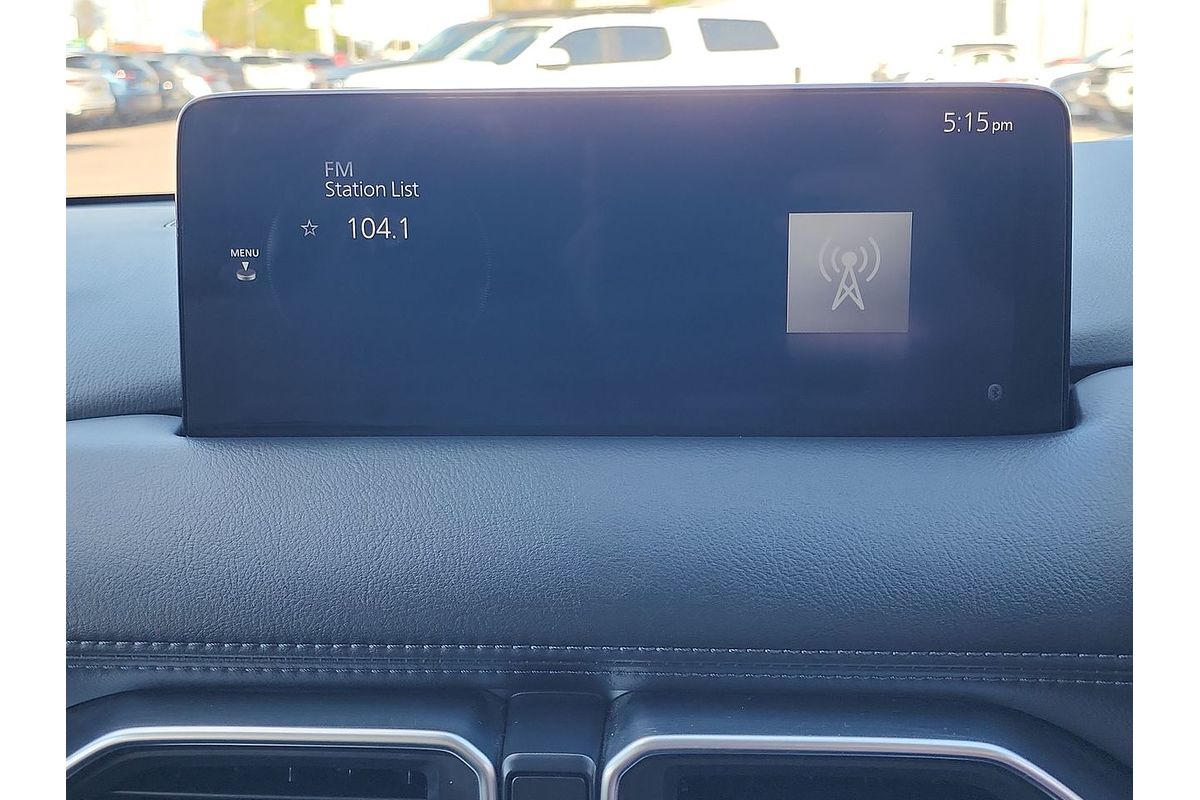 5:15pm
FM
Station List
☆ 104.1
MENU